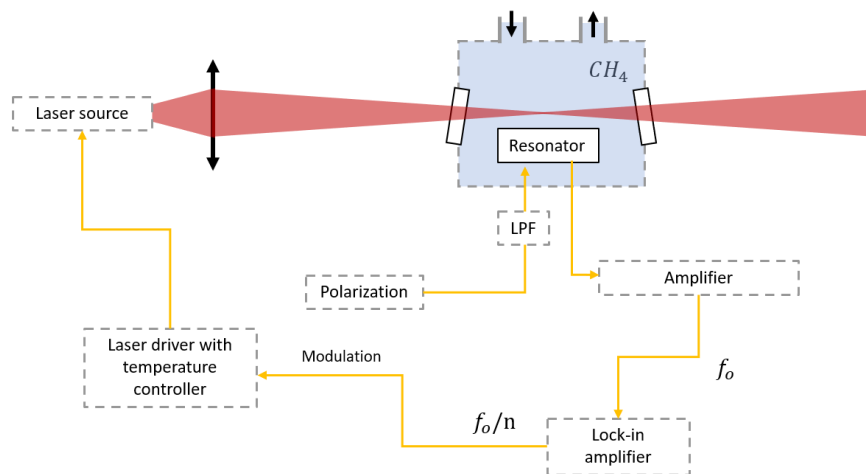 CH₄
Laser source
Resonator
LPF
Amplifier
Polarization
Laser driver with
temperature
controller
Modulation
fₒ
fₒ/n
Lock-in
amplifier